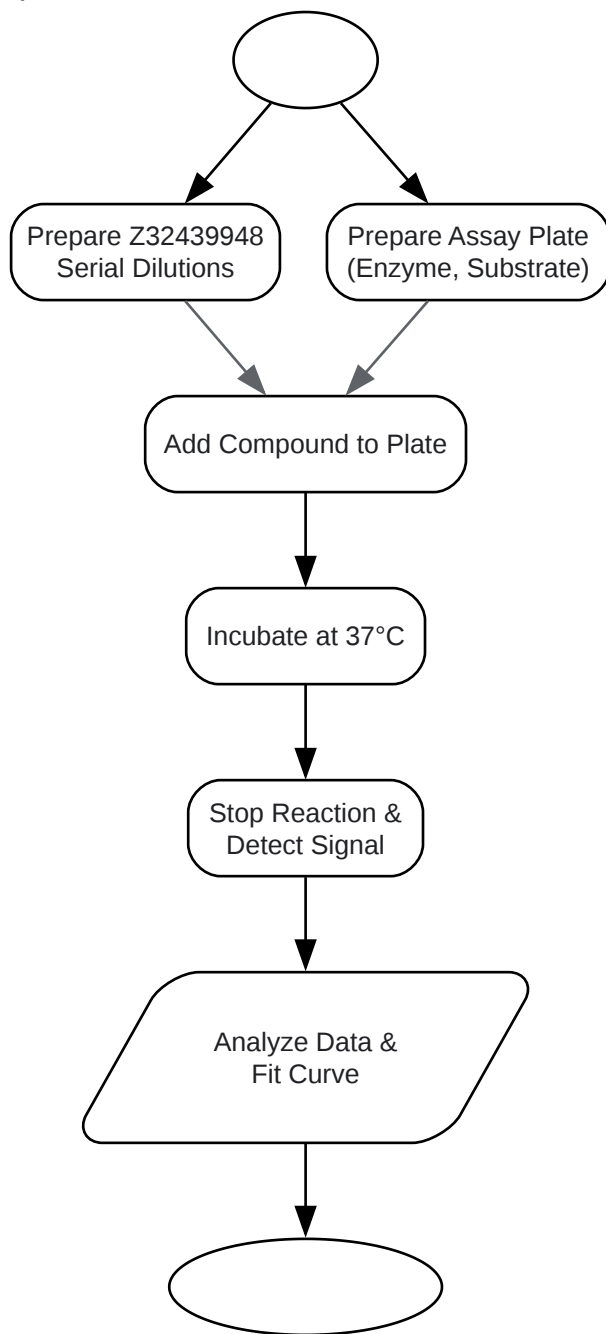 Prepare Z32439948
Serial Dilutions
Prepare Assay Plate
(Enzyme, Substrate)
Add Compound to Plate
Incubate at 37°C
Stop Reaction &
Detect Signal
Analyze Data &
Fit Curve